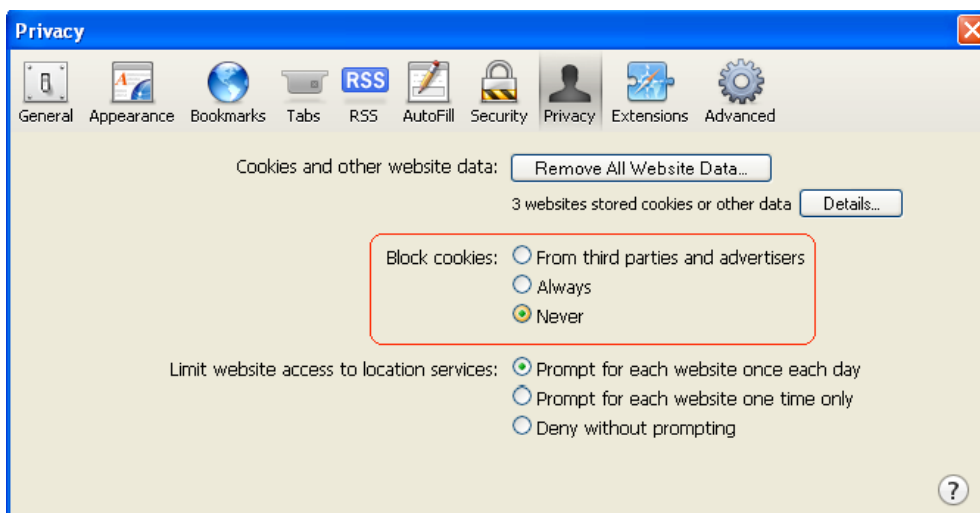 Privacy
General Appearance Bookmarks Tabs RSS RSS AutoFill Security Privacy Extensions Advanced
Cookies and other website data: Remove All Website Data...
3 websites stored cookies or other data Details...
Block cookies: From third parties and advertisers
Always
Never
Limit website access to location services: Prompt for each website once each day
Prompt for each website one time only
Deny without prompting
?